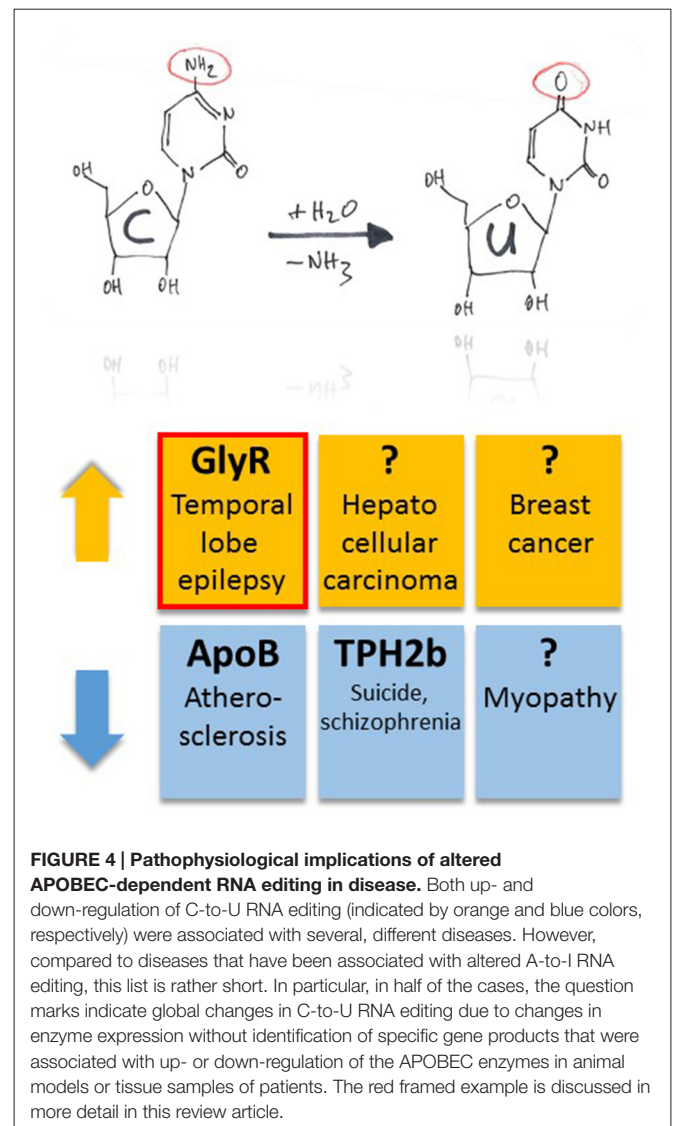 NH2
N
OH
O
N
O
C
OH OH
+H2O
-NH3
O
NH
OH
O
N
O
U
OH OH
OH OH
-NH3
OH OH
GlyR
Temporal
lobe
epilepsy
?
Hepato
cellular
carcinoma
?
Breast
cancer
ApoB
Athero-
sclerosis
TPH2b
Suicide,
schizophrenia
?
Myopathy
FIGURE 4 | Pathophysiological implications of altered
APOBEC-dependent RNA editing in disease. Both up- and
down-regulation of C-to-U RNA editing (indicated by orange and blue colors,
respectively) were associated with several, different diseases. However,
compared to diseases that have been associated with altered A-to-I RNA
editing, this list is rather short. In particular, in half of the cases, the question
marks indicate global changes in C-to-U RNA editing due to changes in
enzyme expression without identification of specific gene products that were
associated with up- or down-regulation of the APOBEC enzymes in animal
models or tissue samples of patients. The red framed example is discussed in
more detail in this review article.